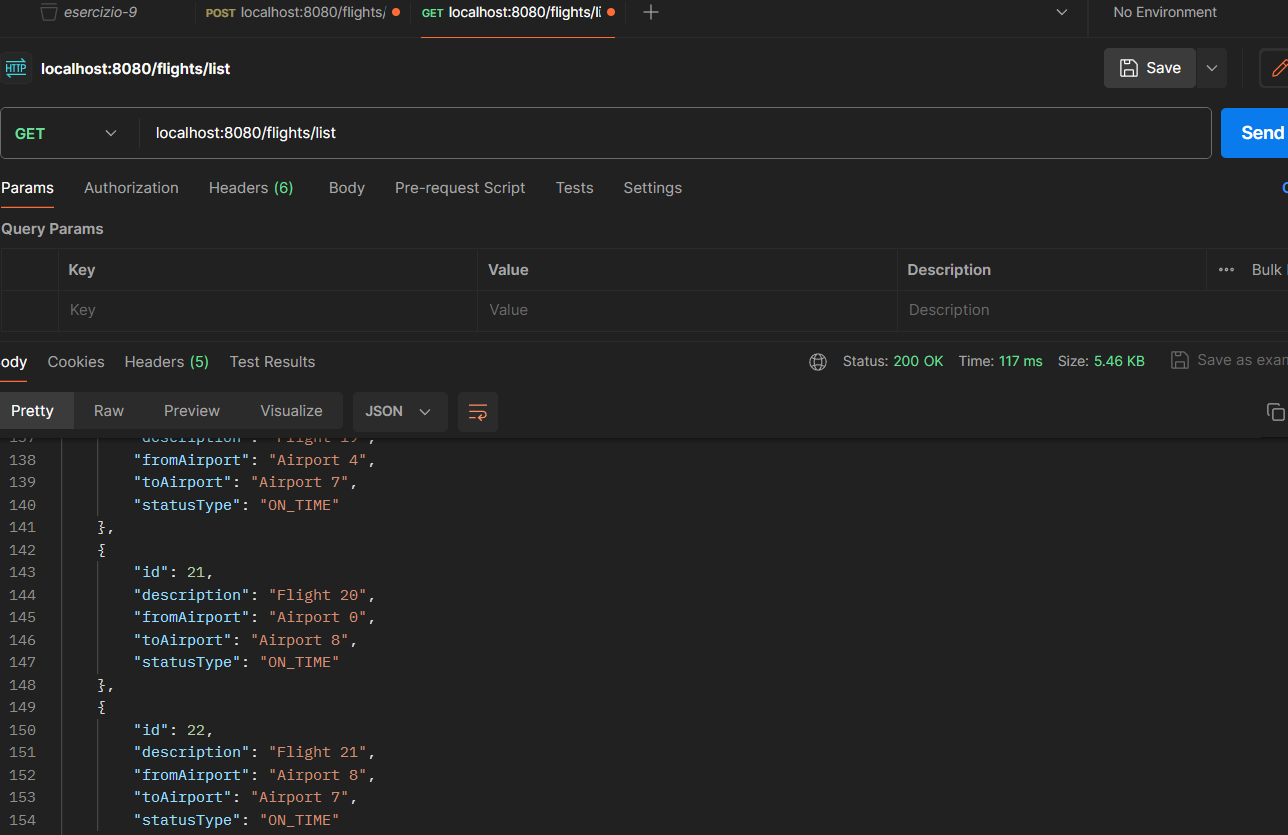 esercizio-9 POST localhost:8080/flights/ GET localhost:8080/flights/li No Environment
HTTP localhost:8080/flights/list Save
GET localhost:8080/flights/list Send
Params Authorization Headers (6) Body Pre-request Script Tests Settings
Query Params
Key Value Description Bulk
Key Value Description
ody Cookies Headers (5) Test Results Status: 200 OK Time: 117 ms Size: 5.46 KB Save as exam
Pretty Raw Preview Visualize JSON
137 "description": "Flight 19",
138 "fromAirport": "Airport 4",
139 "toAirport": "Airport 7",
140 "statusType": "ON_TIME"
141 },
142 {
143 "id": 21,
144 "description": "Flight 20",
145 "fromAirport": "Airport 0",
146 "toAirport": "Airport 8",
147 "statusType": "ON_TIME"
148 },
149 {
150 "id": 22,
151 "description": "Flight 21",
152 "fromAirport": "Airport 8",
153 "toAirport": "Airport 7",
154 "statusType": "ON_TIME"